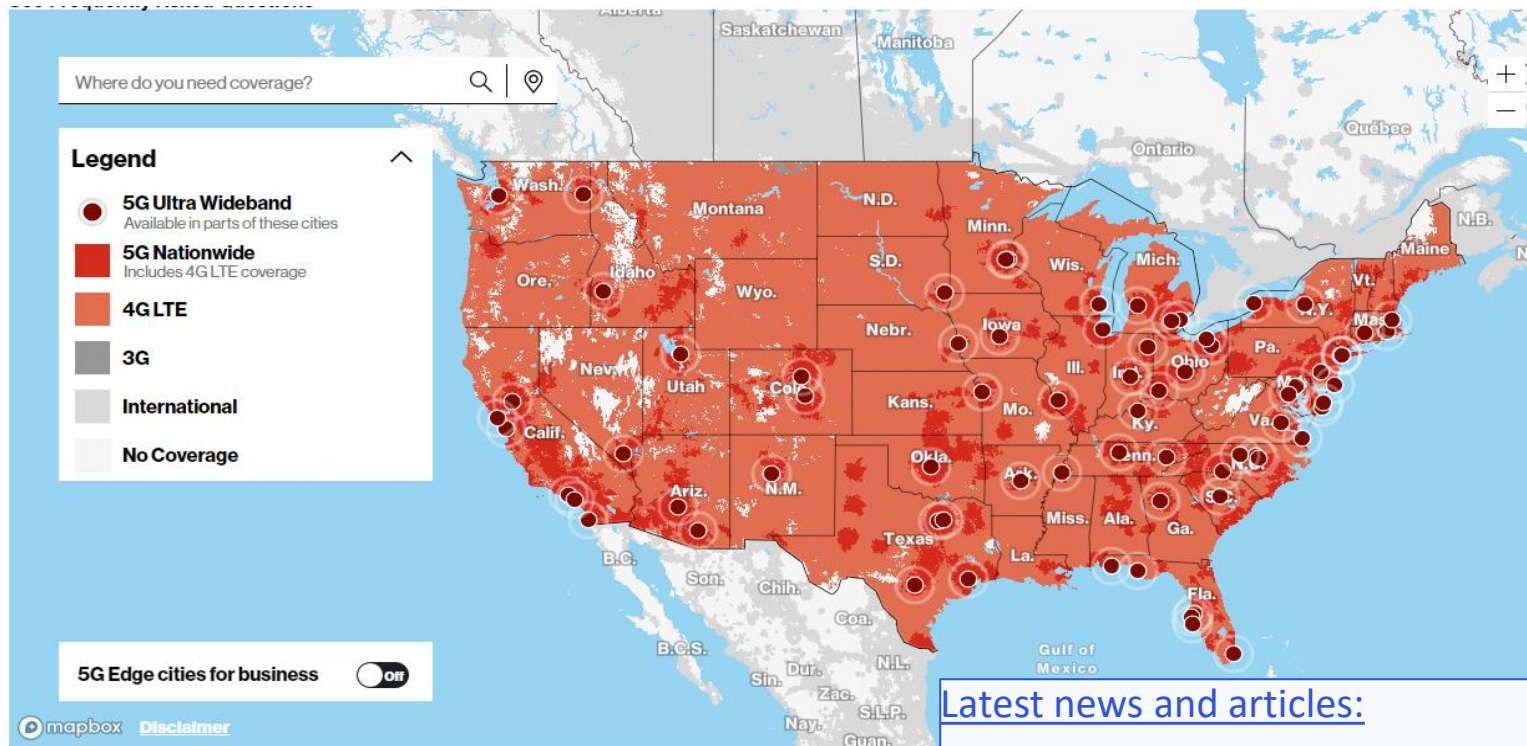 Alberta
Saskatchewan
Manitoba
Where do you need coverage?
+
−
Québec
Ontario
Legend
5G Ultra Wideband
Available in parts of these cities
5G Nationwide
Includes 4G LTE coverage
4G LTE
3G
International
No Coverage
Wash.
Montana
N.D.
Minn.
N.B.
Maine
Ore.
Idaho
S.D.
Wis.
Mich.
Vt.
Wyo.
N.Y.
Mass.
Nebr.
Iowa
Pa.
Nev.
Utah
Colo.
Ill.
Ind.
Ohio
Kans.
Mo.
Calif.
Ky.
Va.
Okla.
Tenn.
N.C.
Ariz.
N.M.
Ark.
S.C.
Texas
Miss.
Ala.
Ga.
La.
B.C.
Son.
Chih.
Fla.
Coa.
B.C.S.
Gulf of
Mexico
Sin.
Dur.
N.L.
Zac.
S.L.P.
Nay.
Guan.
5G Edge cities for business
Off
Latest news and articles:
mapbox Disclaimer